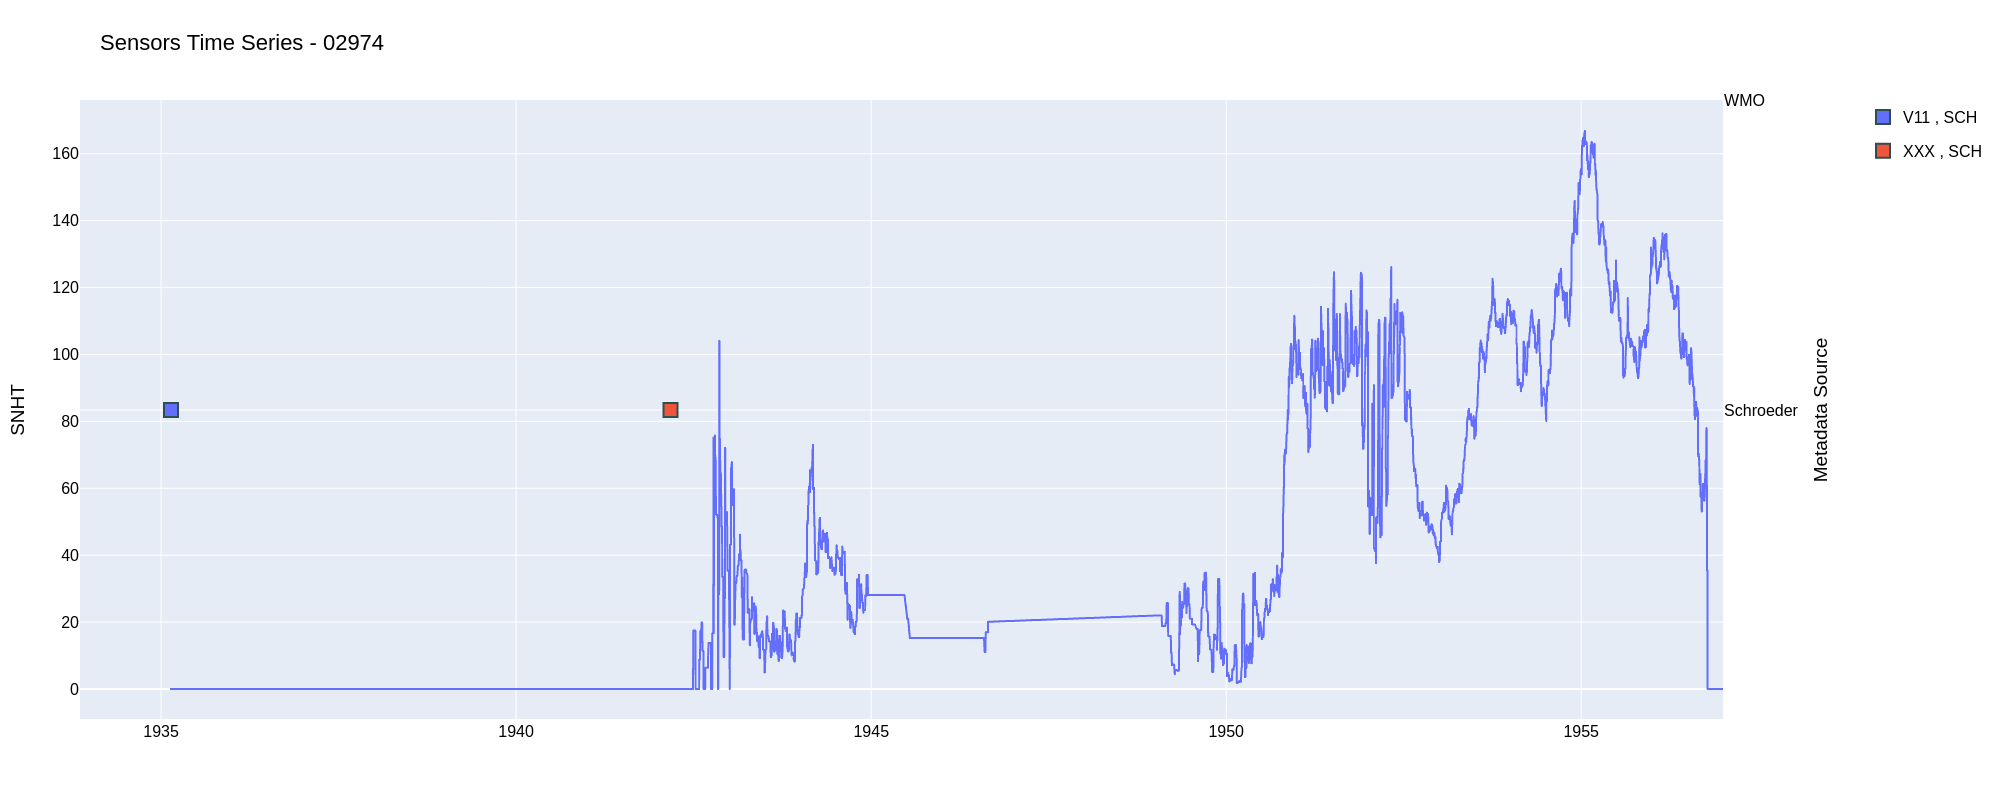 Sensors Time Series - 02974
WMO
V11 , SCH
XXX , SCH
160
140
120
100
80
60
40
20
0
SNHT
Schroeder
Metadata Source
1935
1940
1945
1950
1955